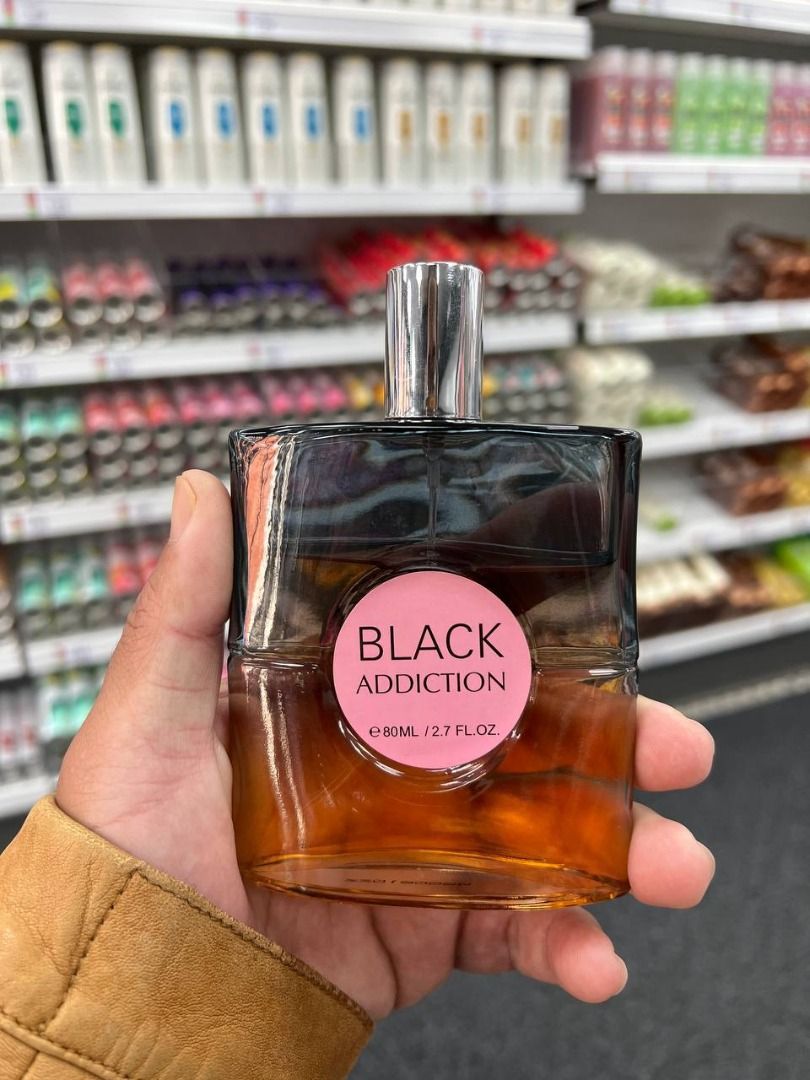 BLACK
ADDICTION
℮80ML / 2.7 FL.OZ.